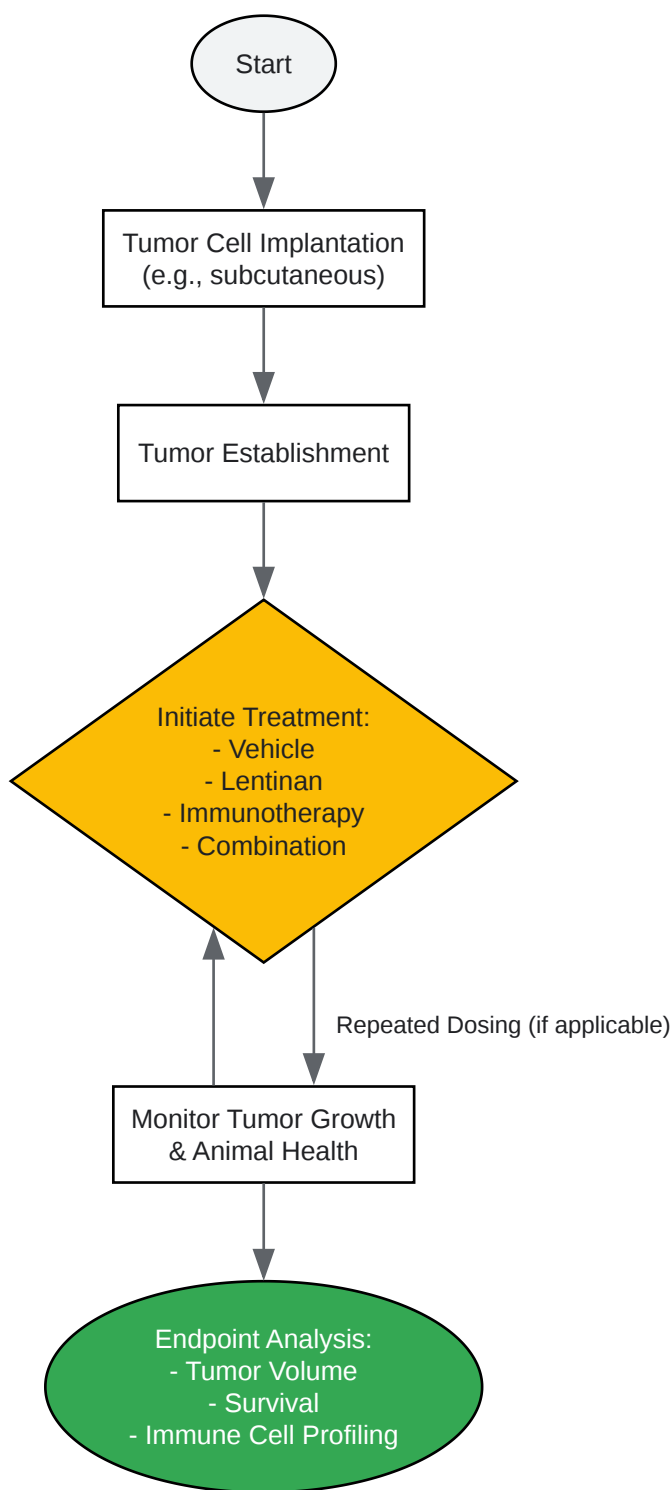 Start
Tumor Cell Implantation
(e.g., subcutaneous)
Tumor Establishment
Initiate Treatment:
- Vehicle
- Lentinan
- Immunotherapy
- Combination
Repeated Dosing (if applicable)
Monitor Tumor Growth
& Animal Health
Endpoint Analysis:
- Tumor Volume
- Survival
- Immune Cell Profiling